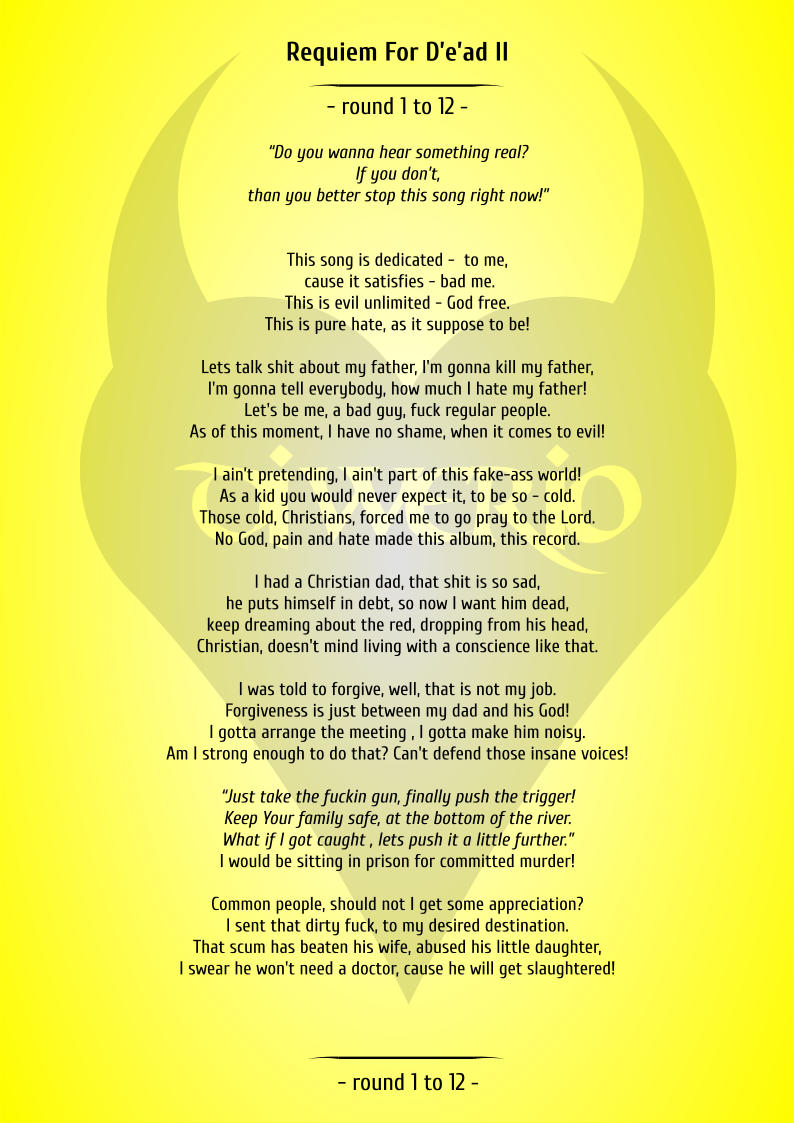 Requiem For D'e'ad II
- round 1 to 12 -
“Do you wanna hear something real?
If you don't,
than you better stop this song right now!”
This song is dedicated -  to me,
cause it satisfies - bad me.
This is evil unlimited - God free.
This is pure hate, as it suppose to be!
Lets talk shit about my father, I'm gonna kill my father,
I'm gonna tell everybody, how much I hate my father!
Let's be me, a bad guy, fuck regular people.
As of this moment, I have no shame, when it comes to evil!
I ain't pretending, I ain't part of this fake-ass world!
As a kid you would never expect it, to be so - cold.
Those cold, Christians, forced me to go pray to the Lord.
No God, pain and hate made this album, this record.
I had a Christian dad, that shit is so sad,
he puts himself in debt, so now I want him dead,
keep dreaming about the red, dropping from his head,
Christian, doesn't mind living with a conscience like that.
I was told to forgive, well, that is not my job.
Forgiveness is just between my dad and his God!
I gotta arrange the meeting , I gotta make him noisy.
Am I strong enough to do that? Can't defend those insane voices!
“Just take the fuckin gun, finally push the trigger!
Keep Your family safe, at the bottom of the river.
What if I got caught , lets push it a little further.”
I would be sitting in prison for committed murder!
Common people, should not I get some appreciation?
I sent that dirty fuck, to my desired destination.
That scum has beaten his wife, abused his little daughter,
I swear he won't need a doctor, cause he will get slaughtered!
- round 1 to 12 -